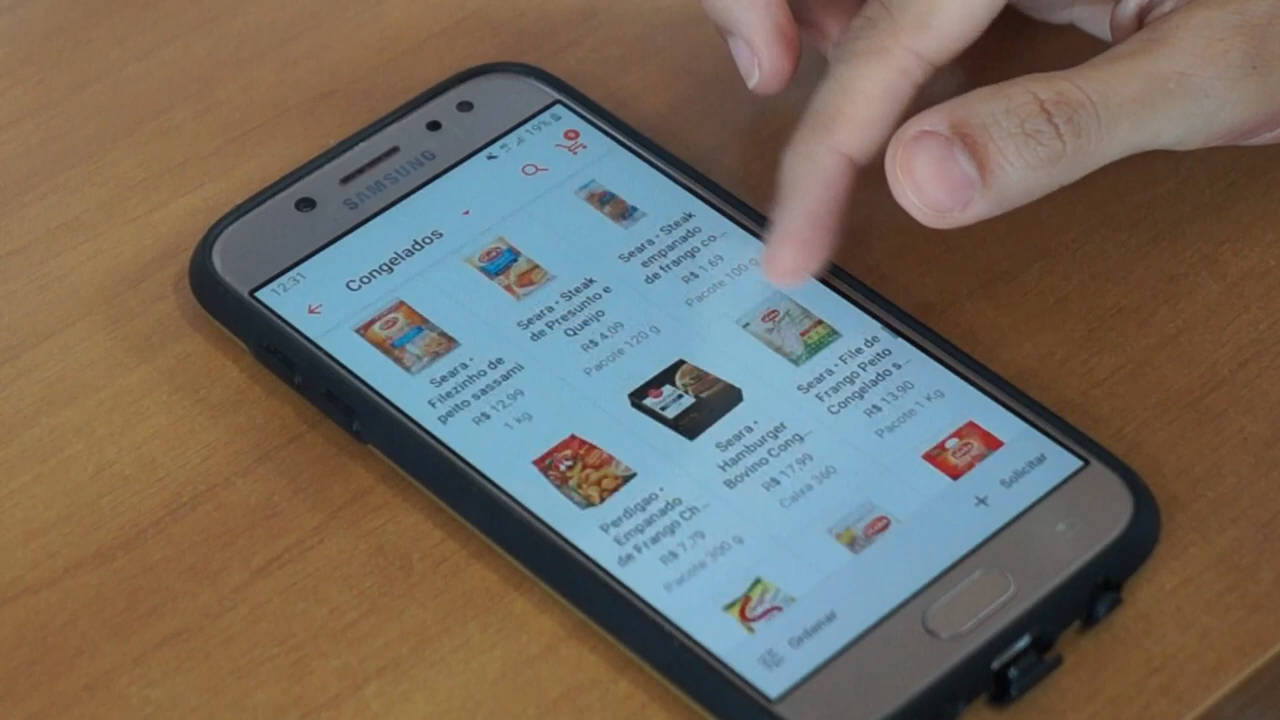 SAMSUNG
12:31
19%
Congelados
Seara •
Filezinho de
peito sassami
R$ 12,99
1 kg
Seara • Steak
de Presunto e
Queijo
R$ 4,09
Pacote 120 g
Seara • Steak
empanado
de frango co...
R$ 1,69
Pacote 100 g
Perdigao •
Empanado
de Frango Ch...
R$ 7,79
Pacote 300 g
Seara •
Hamburger
Bovino Cong...
R$ 17,99
Caixa 360
Seara • File de
Frango Peito
Congelado s...
R$ 13,90
Pacote 1 Kg
Ordenar
+ Solicitar